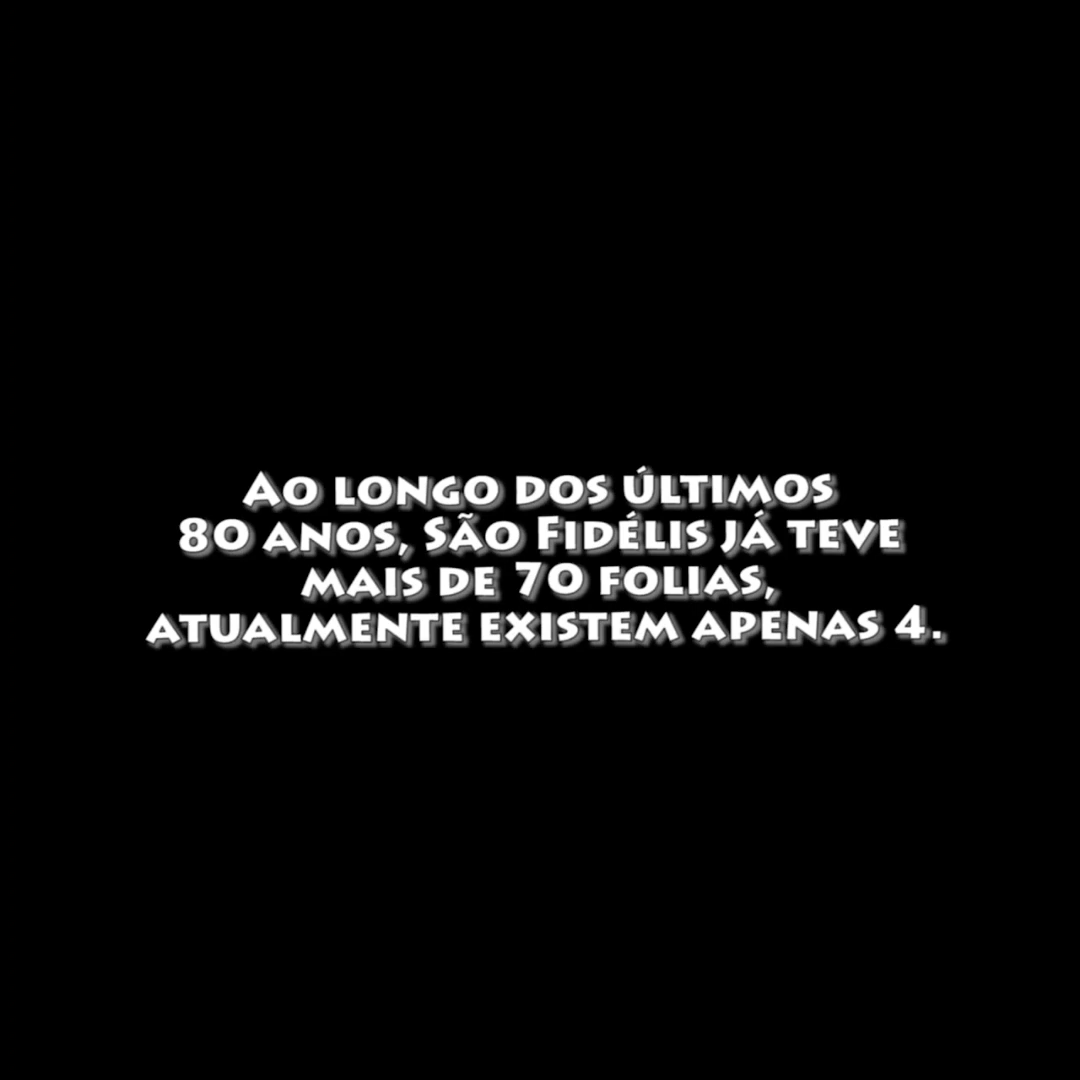 Ao longo dos últimos
80 anos, São Fidélis já teve
mais de 70 folias,
atualmente existem apenas 4.